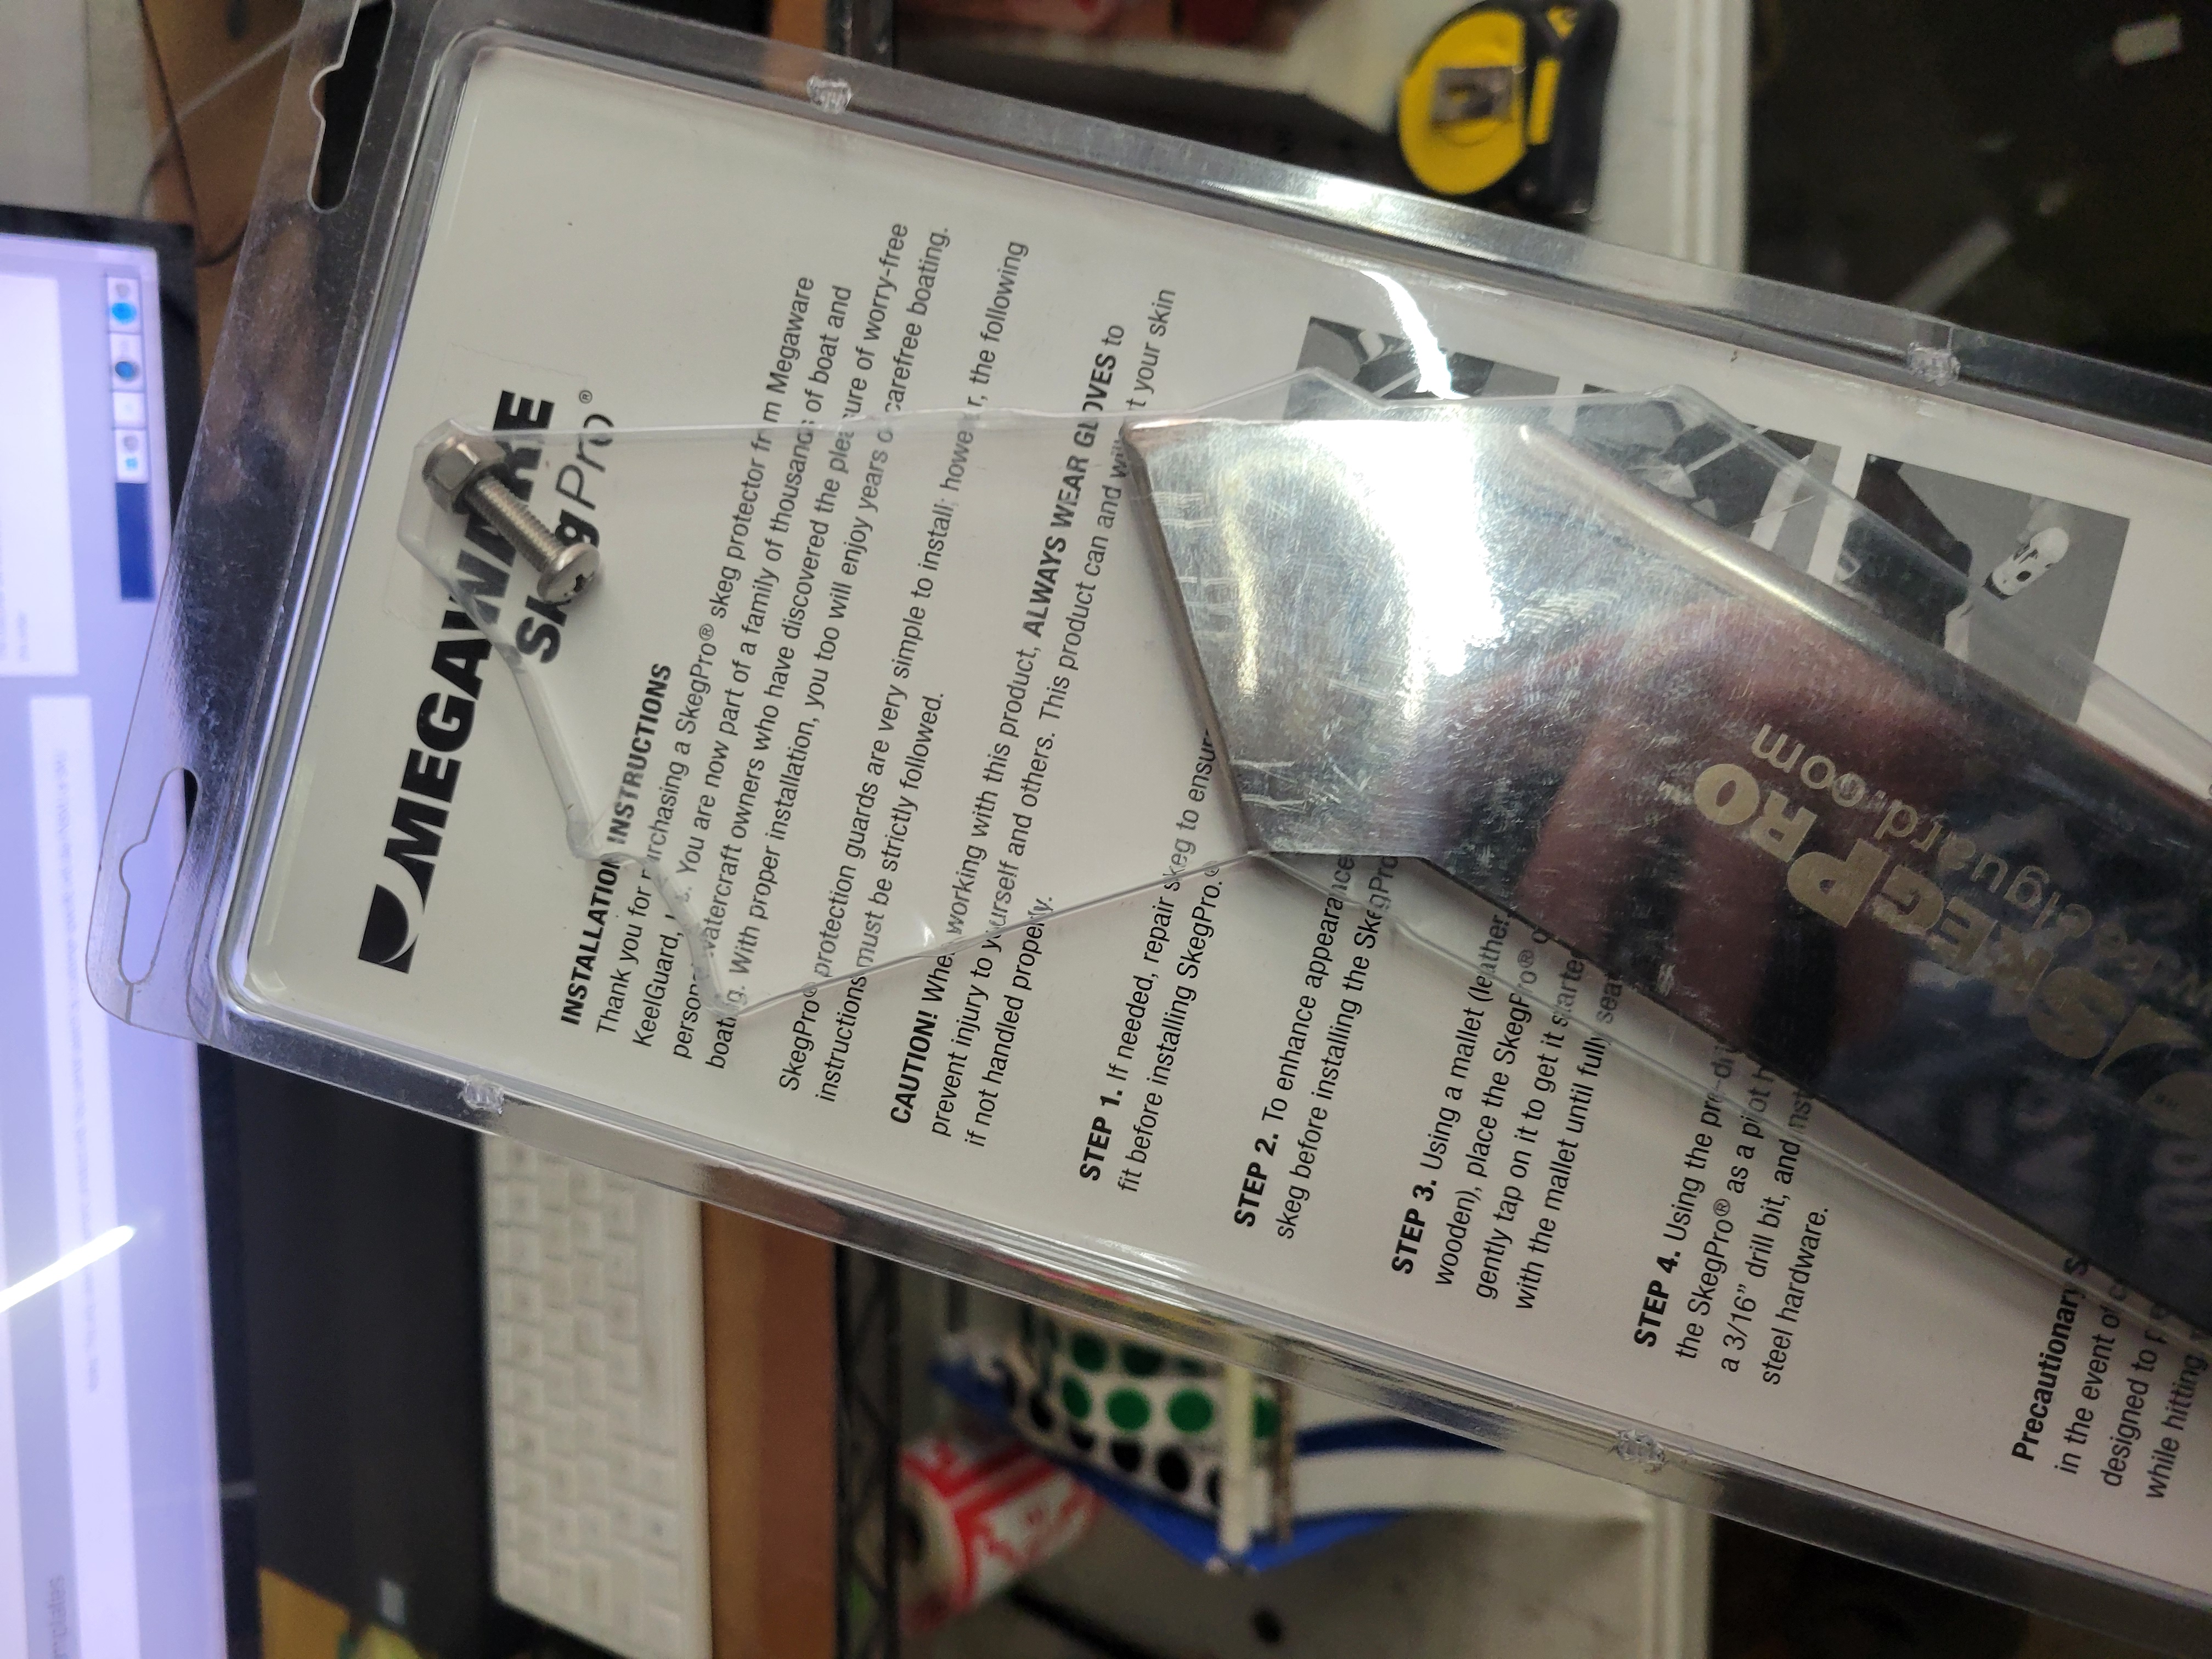 MEGAWARE
SkegPro®
INSTALLATION INSTRUCTIONS
Thank you for purchasing a SkegPro® skeg protector from Megaware
KeelGuard, You are now part of a family of thousands of boat and
personal watercraft owners who have discovered the pleasure of worry-free
boating. With proper installation, you too will enjoy years of carefree boating.
SkegPro® protection guards are very simple to install; however, the following
instructions must be strictly followed.
CAUTION! When working with this product, ALWAYS WEAR GLOVES to
prevent injury to yourself and others. This product can and will your skin
if not handled properly.
STEP 1. If needed, repair skeg to ensure
fit before installing SkegPro.®
STEP 2. To enhance appearance
skeg before installing the SkegPro
STEP 3. Using a mallet (leather,
wooden), place the SkegPro®
gently tap on it to get it started
with the mallet until fully seat
STEP 4. Using the pre-dri
the SkegPro® as a pilot
a 3/16" drill bit, and inst
steel hardware.
Precautionary
in the event of
designed to
while hitting
SKEGPRO™
elguard.com